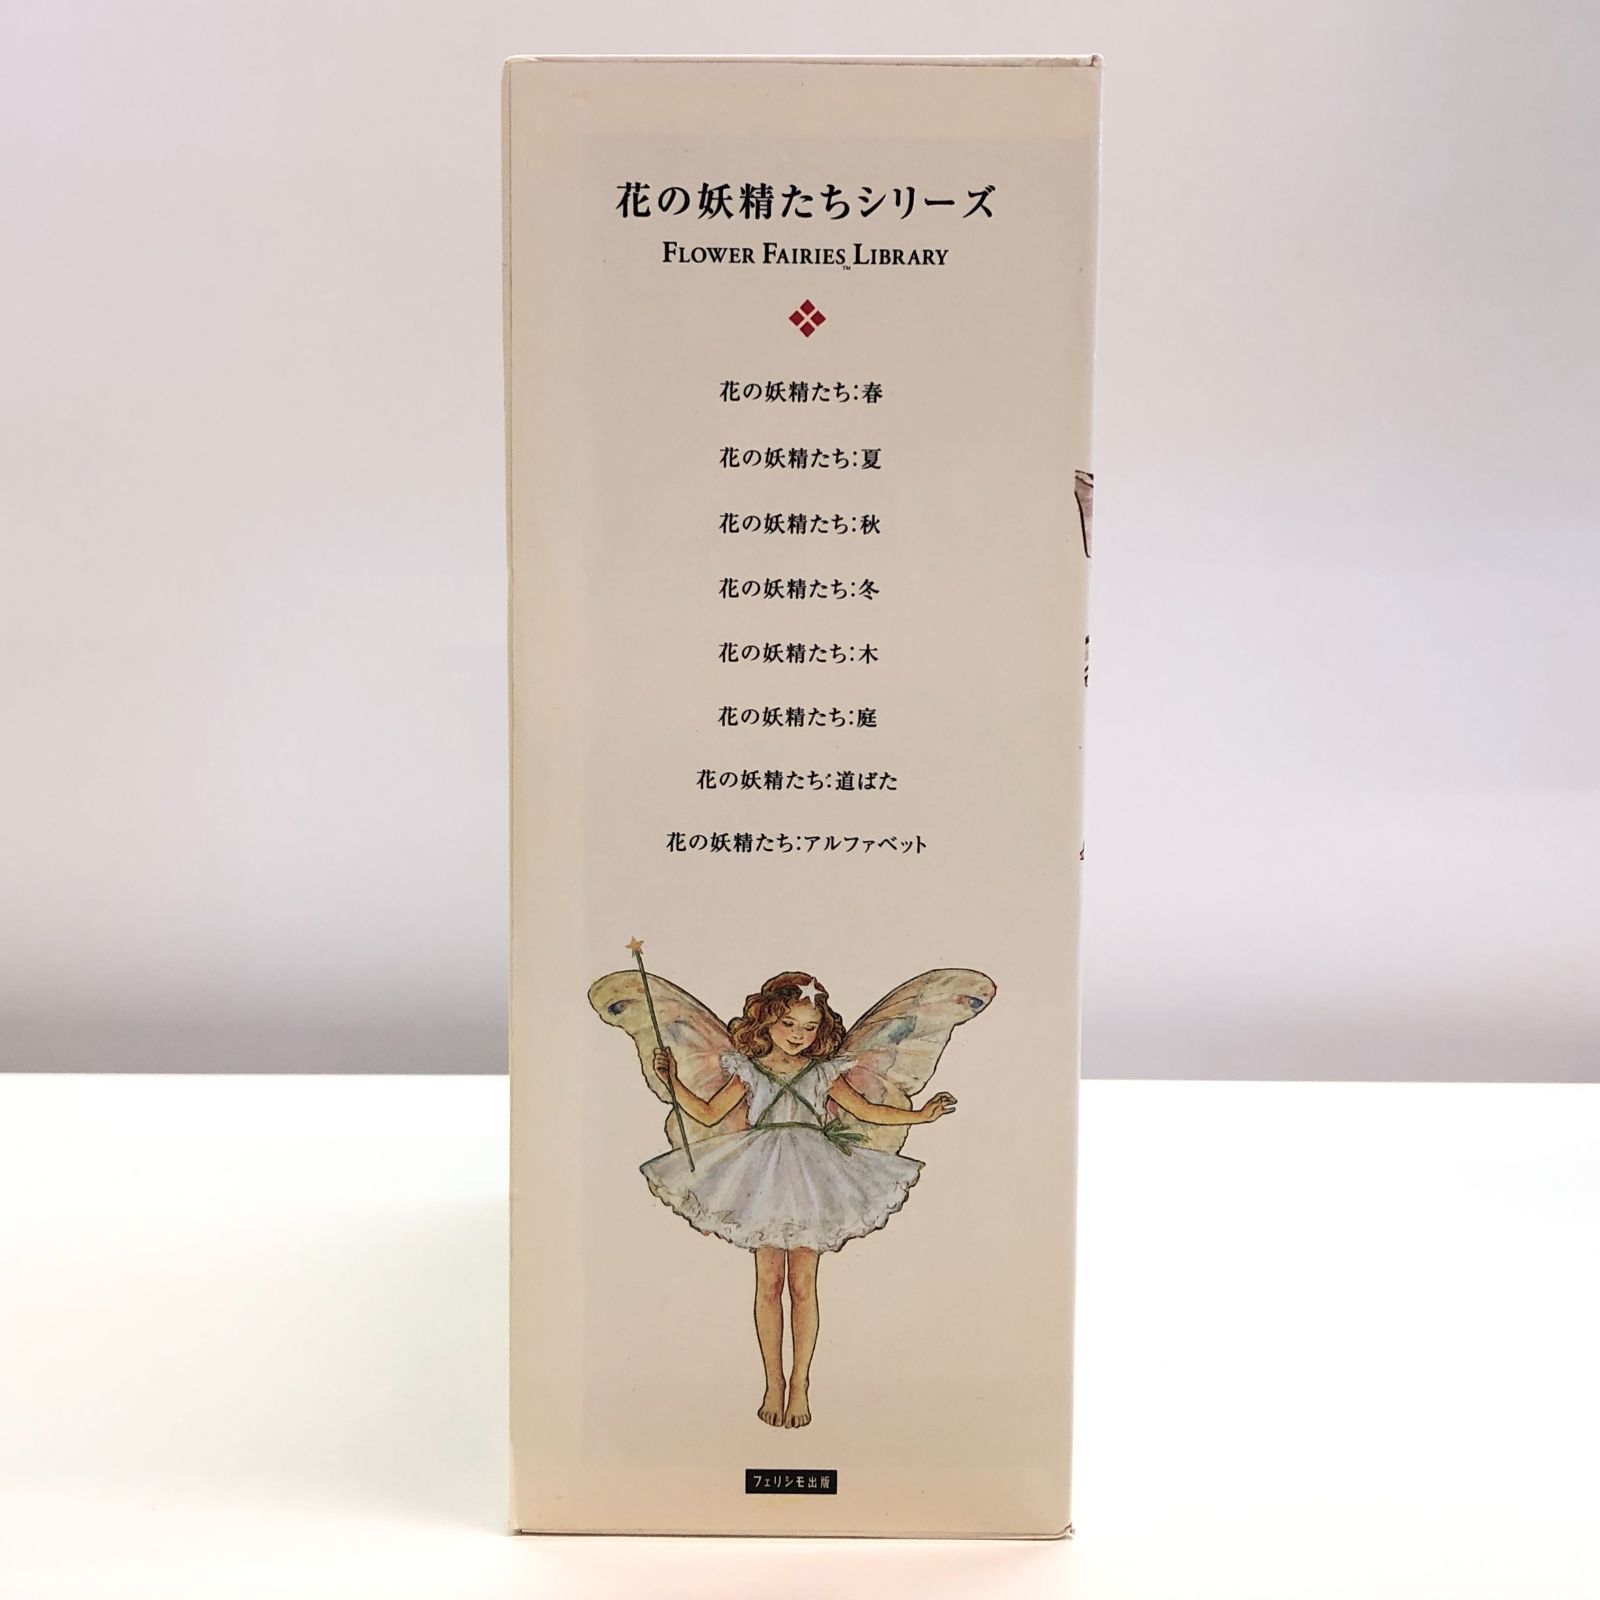 花の妖精たちシリーズ
FLOWER FAIRIES™ LIBRARY
花の妖精たち:春
花の妖精たち:夏
花の妖精たち:秋
花の妖精たち:冬
花の妖精たち:木
花の妖精たち:庭
花の妖精たち:道ばた
花の妖精たち:アルファベット
フェリシモ出版